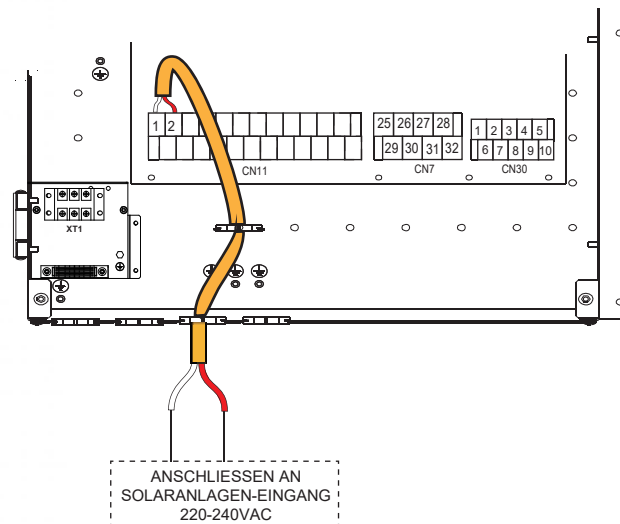 1 2
25 26 27 28
29 30 31 32
1 2 3 4 5
6 7 8 9 10
CN11
CN7
CN30
XT1
ANSCHLIESSEN AN
SOLARANLAGEN-EINGANG
220-240VAC